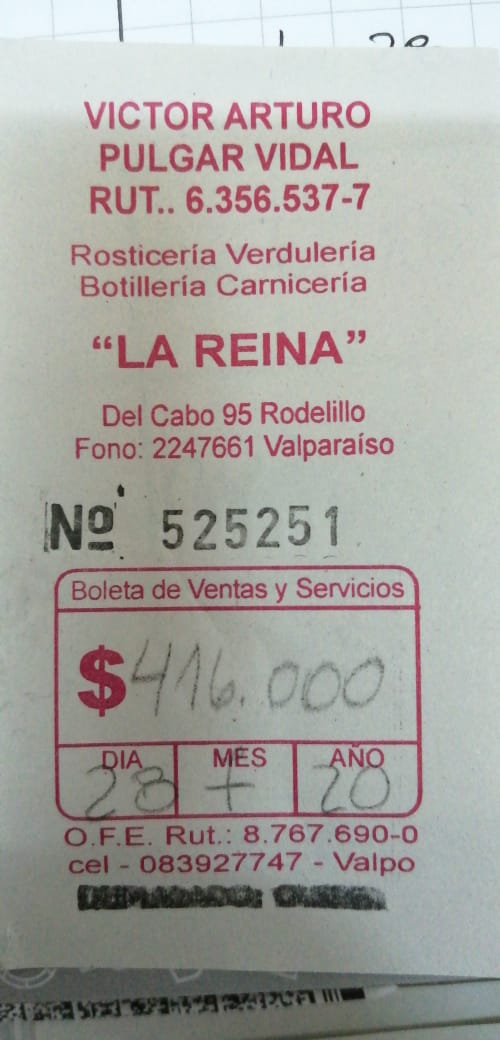 VICTOR ARTURO
PULGAR VIDAL
RUT.. 6.356.537-7
Rosticería Verdulería
Botillería Carnicería
“LA REINA”
Del Cabo 95 Rodelillo
Fono: 2247661 Valparaíso
Nº 525251
Boleta de Ventas y Servicios
$416.000
DIA MES AÑO
28 7 20
O.F.E. Rut.: 8.767.690-0
cel - 083927747 - Valpo